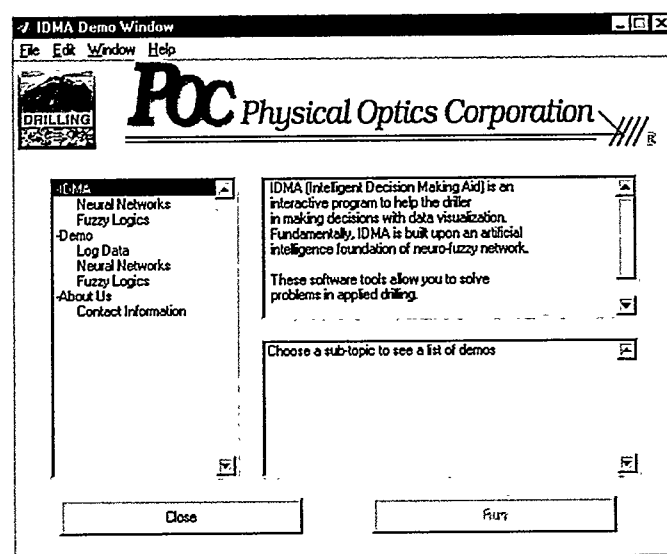 IDMA Demo Window
File Edit Window Help
DRILLING
POC Physical Optics Corporation
®
-IDMA
Neural Networks
Fuzzy Logics
-Demo
Log Data
Neural Networks
Fuzzy Logics
-About Us
Contact Information
IDMA (Intelligent Decision Making Aid) is an
interactive program to help the driller
in making decisions with data visualization.
Fundamentally, IDMA is built upon an artificial
intelligence foundation of neuro-fuzzy network.
These software tools allow you to solve
problems in applied drilling.
Choose a sub-topic to see a list of demos
Close
Run